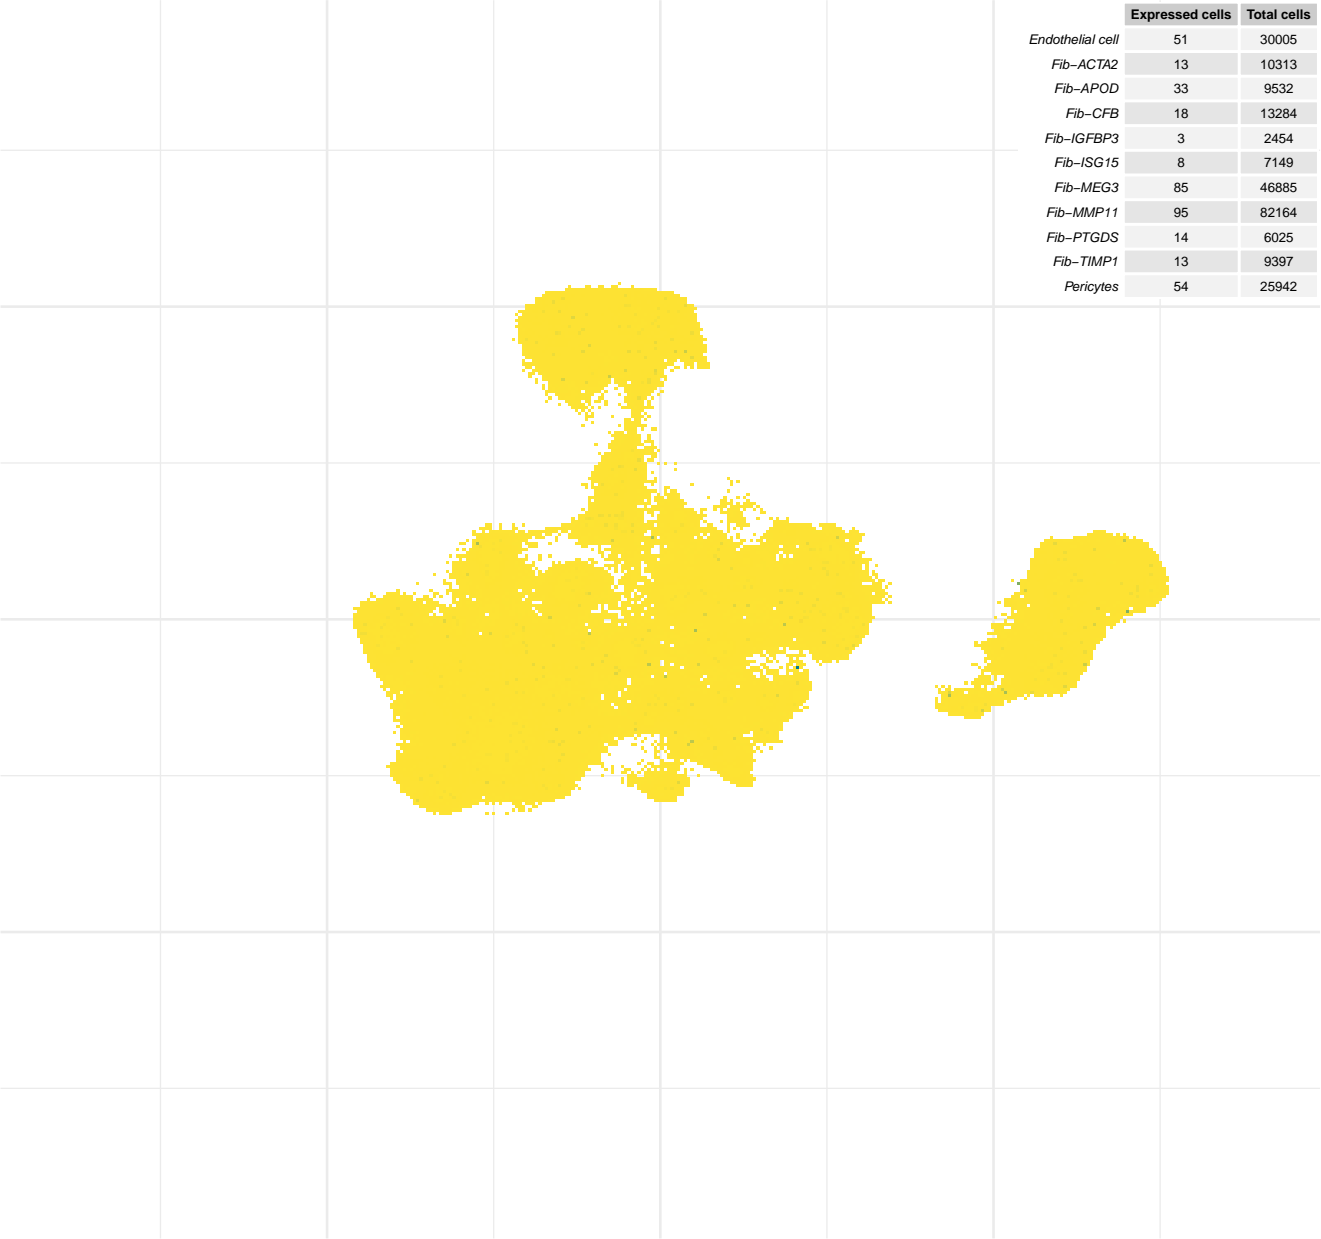 Expressed cells Total cells
Endothelial cell 51 30005
Fib−ACTA2 13 10313
Fib−APOD 33 9532
Fib−CFB 18 13284
Fib−IGFBP3 3 2454
Fib−ISG15 8 7149
Fib−MEG3 85 46885
Fib−MMP11 95 82164
Fib−PTGDS 14 6025
Fib−TIMP1 13 9397
Pericytes 54 25942